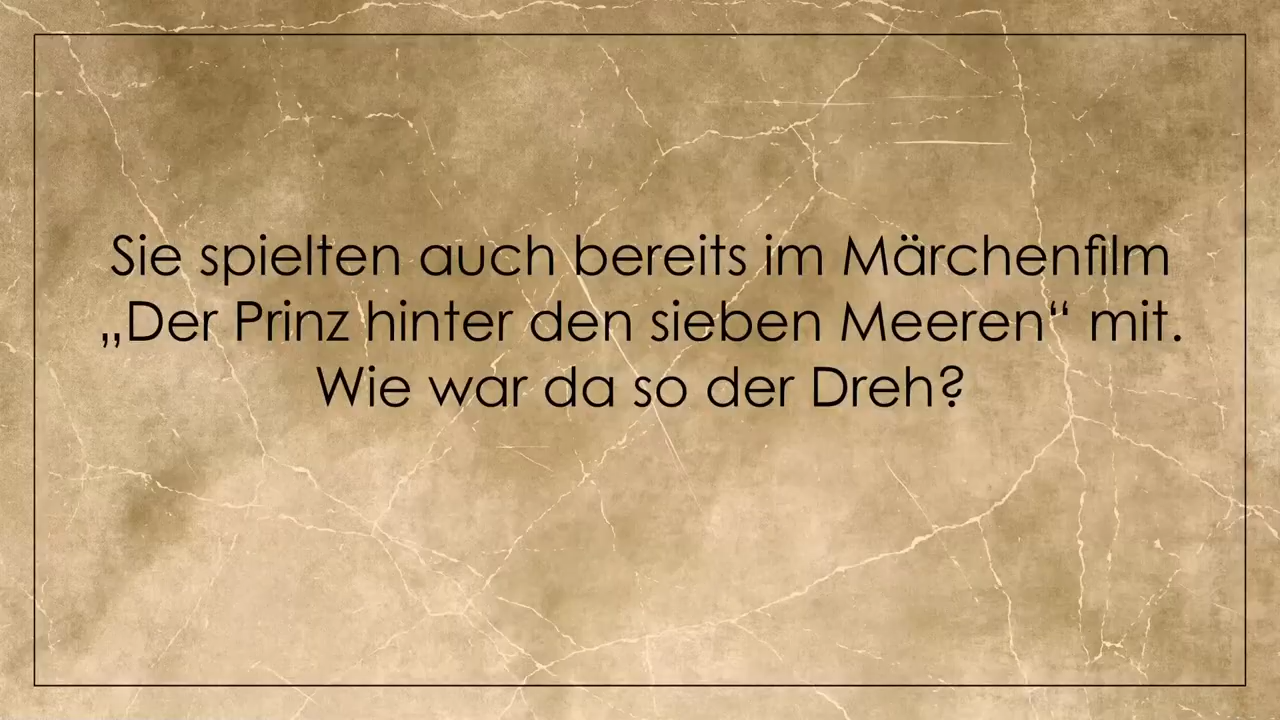 Sie spielten auch bereits im Märchenfilm
„Der Prinz hinter den sieben Meeren“ mit.
Wie war da so der Dreh?